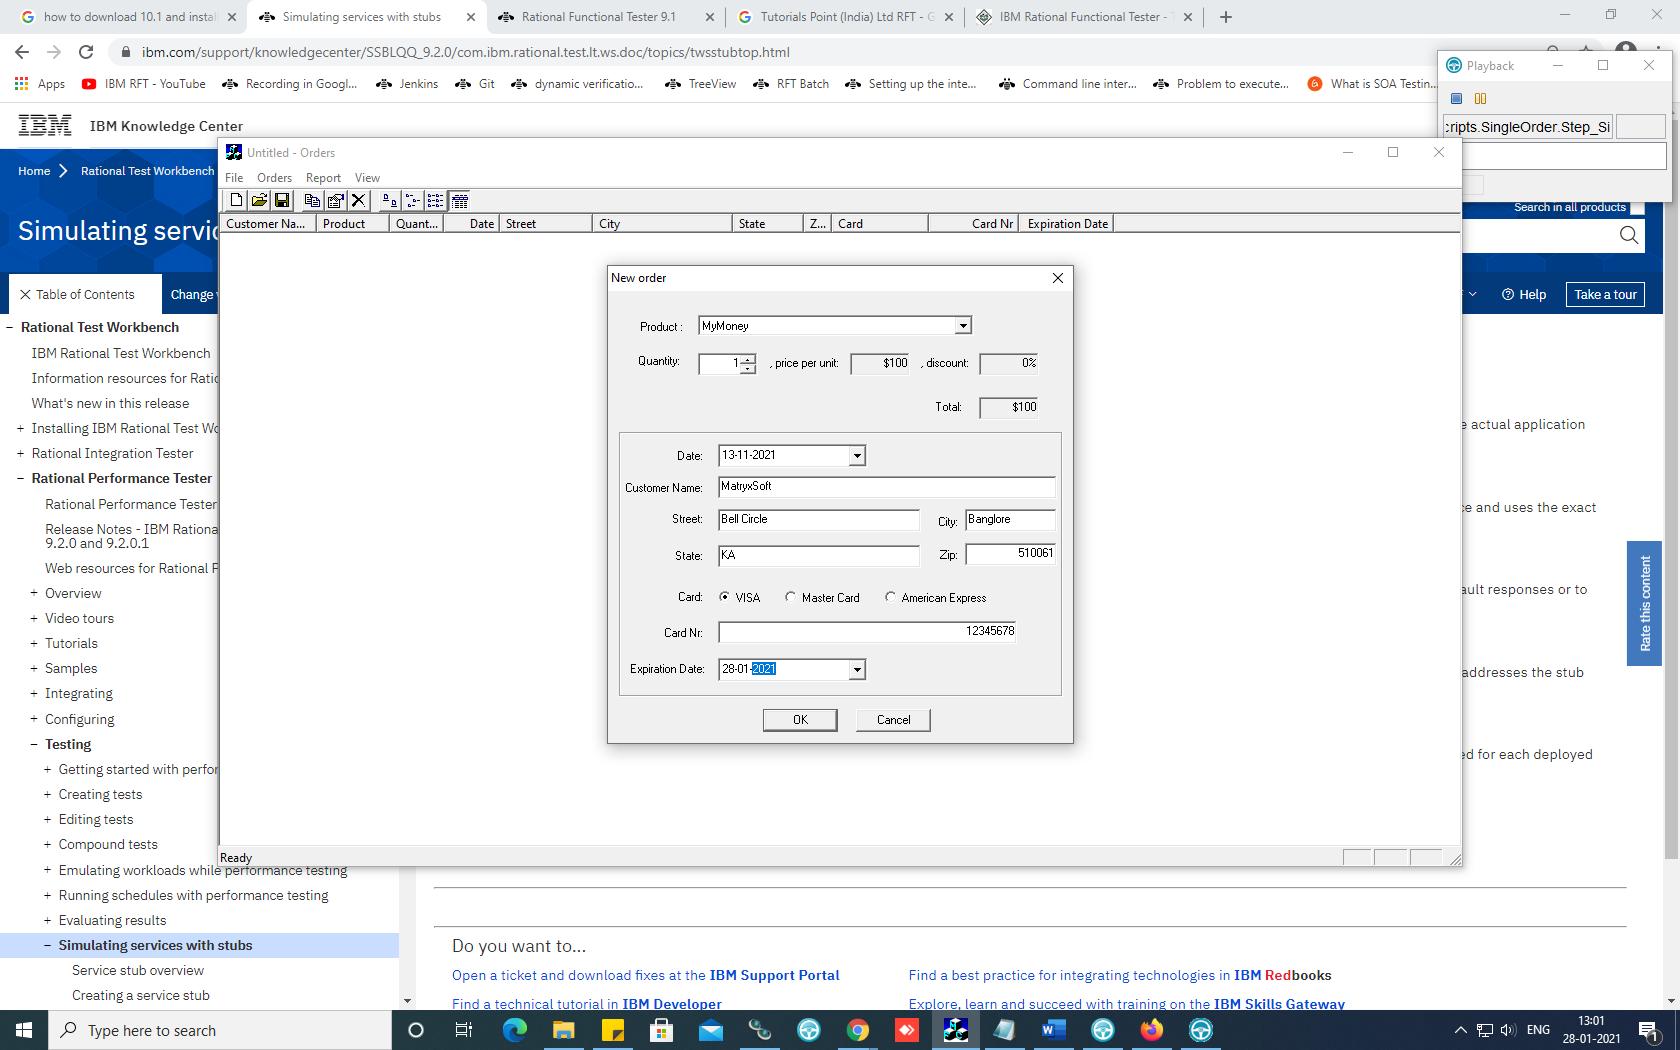 how to download 10.1 and instal
Simulating services with stubs
Rational Functional Tester 9.1
Tutorials Point (India) Ltd RFT - G
IBM Rational Functional Tester - T
ibm.com/support/knowledgecenter/SSBLQQ_9.2.0/com.ibm.rational.test.lt.ws.doc/topics/twsstubtop.html
Apps
IBM RFT - YouTube
Recording in Googl...
Jenkins
Git
dynamic verificatio...
TreeView
RFT Batch
Setting up the inte...
Command line inter...
Problem to execute...
What is SOA Testin...
Playback
cripts.SingleOrder.Step_Si
IBM
IBM Knowledge Center
Home
Rational Test Workbench
Search in all products
Simulating servic
× Table of Contents
Change
Help
Take a tour
− Rational Test Workbench
IBM Rational Test Workbench
Information resources for Ratio
What's new in this release
+ Installing IBM Rational Test Wo
+ Rational Integration Tester
− Rational Performance Tester
Rational Performance Tester
Release Notes - IBM Rationa
9.2.0 and 9.2.0.1
Web resources for Rational P
+ Overview
+ Video tours
+ Tutorials
+ Samples
+ Integrating
+ Configuring
− Testing
+ Getting started with perfor
+ Creating tests
+ Editing tests
+ Compound tests
+ Emulating workloads while performance testing
+ Running schedules with performance testing
+ Evaluating results
− Simulating services with stubs
Service stub overview
Creating a service stub
Untitled - Orders
File Orders Report View
Customer Na... Product Quant... Date Street City State Z... Card Card Nr Expiration Date
New order
Product : MyMoney
Quantity: 1 , price per unit: $100 , discount: 0%
Total: $100
Date: 13-11-2021
Customer Name: MatryxSoft
Street: Bell Circle City: Banglore
State: KA Zip: 510061
Card: VISA Master Card American Express
Card Nr: 12345678
Expiration Date: 28-01-2021
OK Cancel
Ready
e actual application
ce and uses the exact
ault responses or to
addresses the stub
ed for each deployed
Rate this content
Do you want to...
Open a ticket and download fixes at the IBM Support Portal
Find a best practice for integrating technologies in IBM Redbooks
Find a technical tutorial in IBM Developer
Explore, learn and succeed with training on the IBM Skills Gateway
Type here to search
ENG
13:01
28-01-2021
1